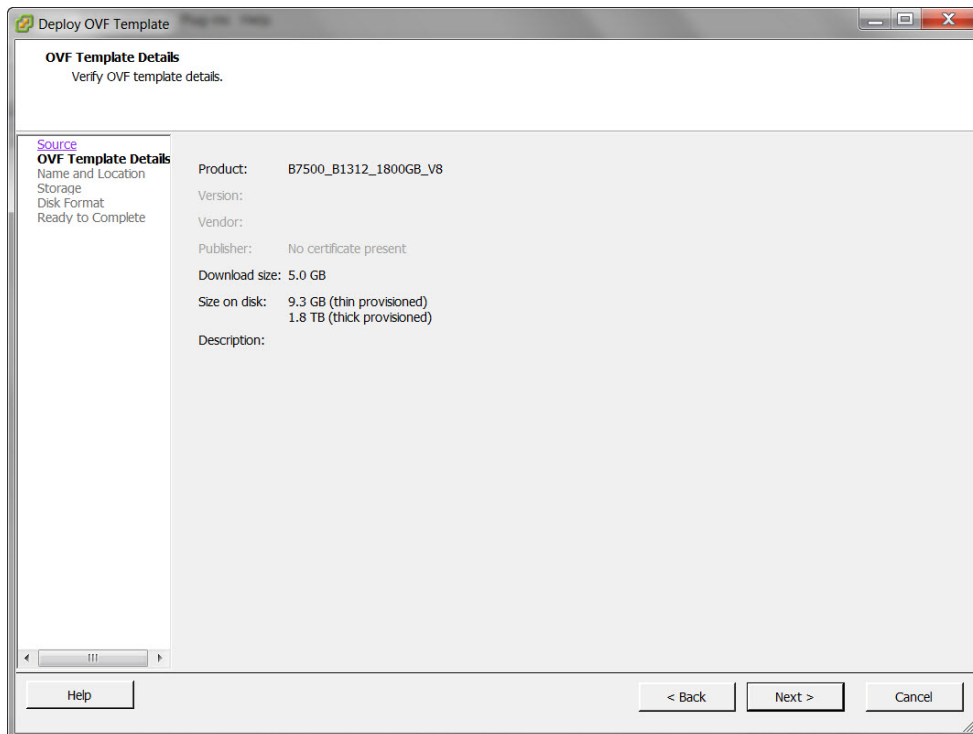 Deploy OVF Template
OVF Template Details
Verify OVF template details.
Source
OVF Template Details
Name and Location
Storage
Disk Format
Ready to Complete
Product: B7500_B1312_1800GB_V8
Version:
Vendor:
Publisher: No certificate present
Download size: 5.0 GB
Size on disk: 9.3 GB (thin provisioned)
1.8 TB (thick provisioned)
Description:
Help
< Back
Next >
Cancel